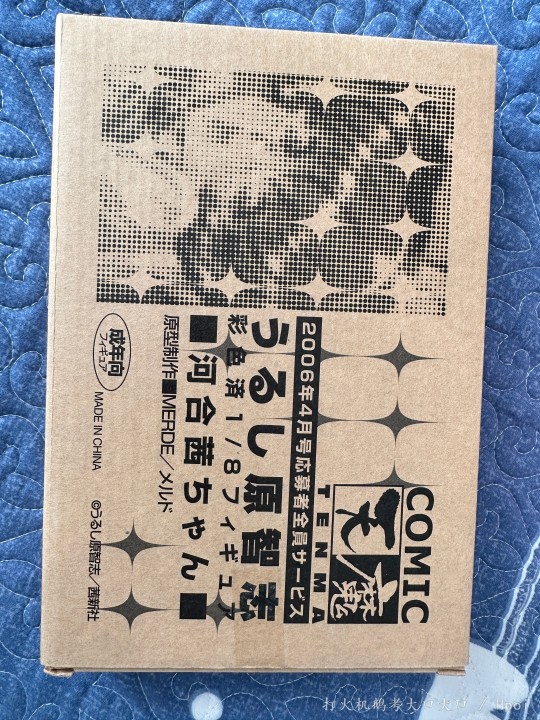 COMIC
TENMA
天魔
2006年4月号応募者全員サービス
うるし原智志
彩色済1/8フィギュア
■河合茜ちゃん■
原型制作■MERDE/メルド
成年向
フィギュア
MADE IN CHINA
©うるし原智志/茜新社